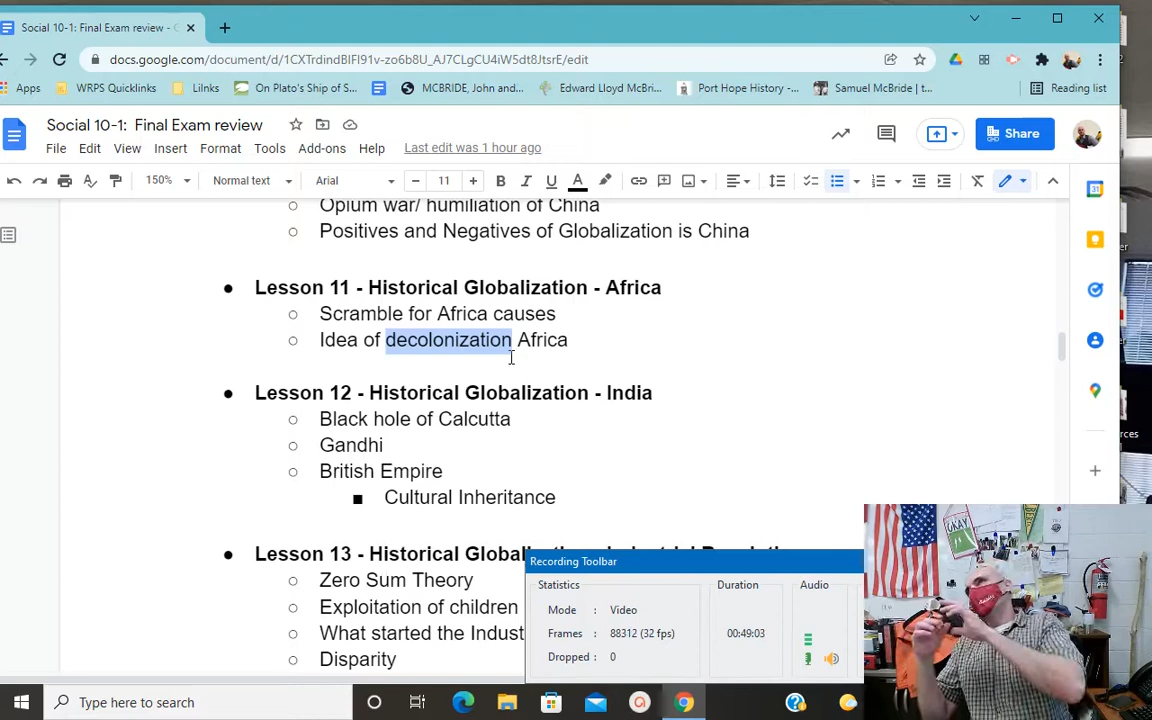 Social 10-1: Final Exam review -
docs.google.com/document/d/1CXTrdindBIFl91v-zo6b8U_AJ7CLgCU4iW5dt8JtsrE/edit
Apps WRPS Quicklinks Lilnks On Plato's Ship of S... MCBRIDE, John and... Edward Lloyd McBri... Port Hope History -... Samuel McBride | t... Reading list
Social 10-1: Final Exam review
Share
File Edit View Insert Format Tools Add-ons Help Last edit was 1 hour ago
150% Normal text Arial 11 B I U A
31
Opium war/ humiliation of China
Positives and Negatives of Globalization is China
Lesson 11 - Historical Globalization - Africa
Scramble for Africa causes
Idea of decolonization Africa
Lesson 12 - Historical Globalization - India
Black hole of Calcutta
Gandhi
British Empire
Cultural Inheritance
Lesson 13 - Historical
Zero Sum Theory
Exploitation of children
What started the
Disparity
Recording Toolbar
Statistics Duration Audio
Mode : Video
Frames : 88312 (32 fps) 00:49:03
Dropped : 0
OKAY
Type here to search